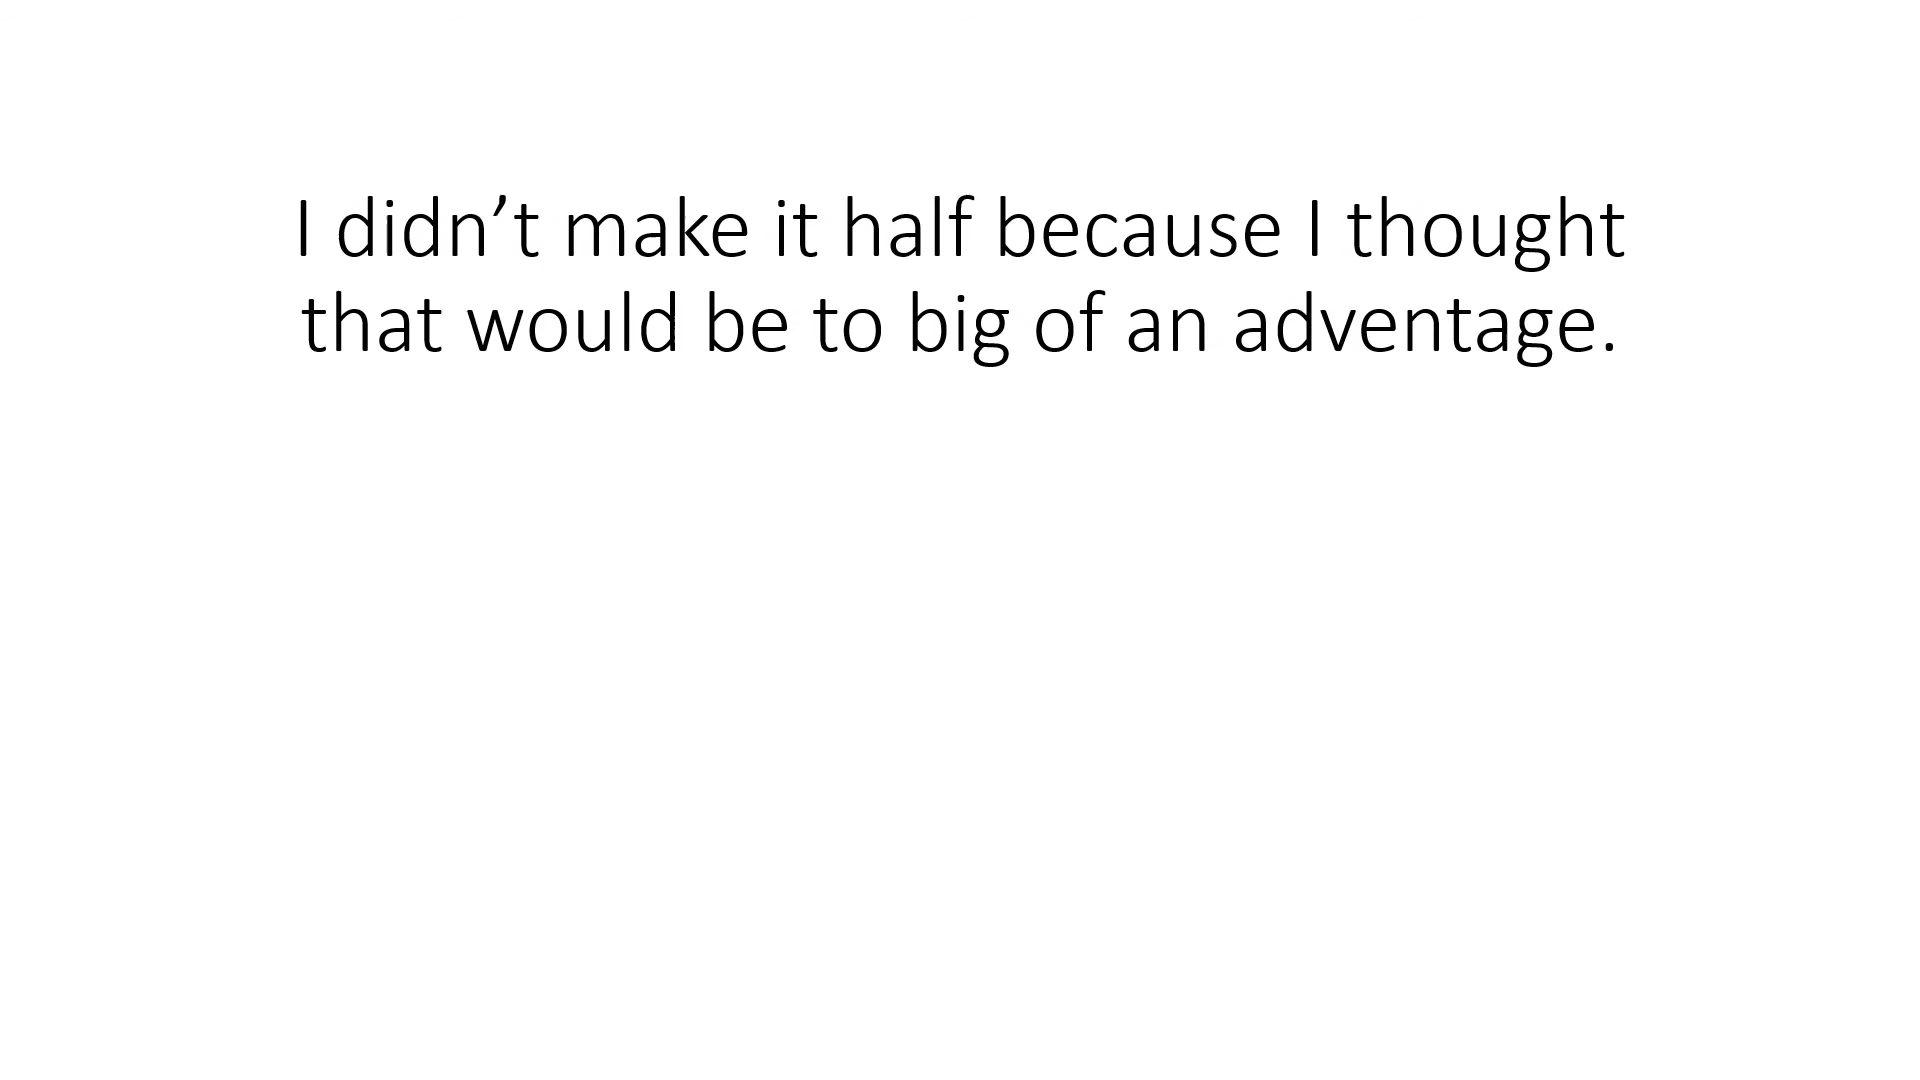 I didn’t make it half because I thought
that would be to big of an adventage.